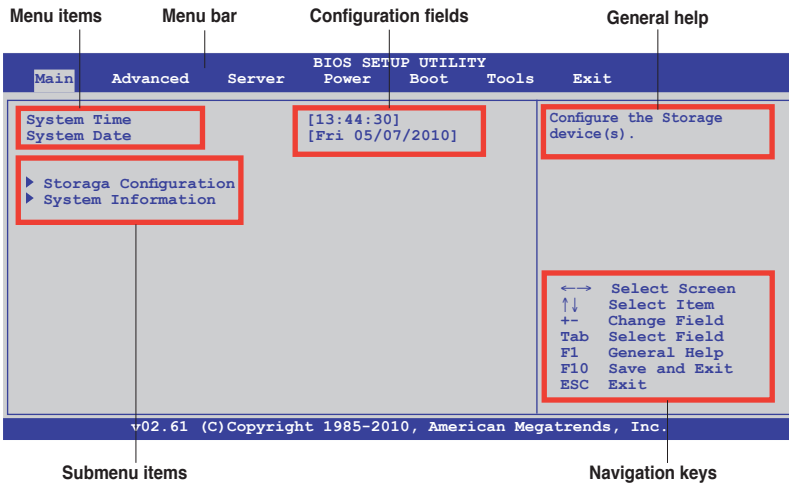 Menu items Menu bar Configuration fields General help
BIOS SETUP UTILITY
Main Advanced Server Power Boot Tools Exit
System Time [13:44:30]
System Date [Fri 05/07/2010]
Storaga Configuration
System Information
Configure the Storage
device(s).
←→ Select Screen
↑↓ Select Item
+- Change Field
Tab Select Field
F1 General Help
F10 Save and Exit
ESC Exit
v02.61 (C)Copyright 1985-2010, American Megatrends, Inc.
Submenu items Navigation keys